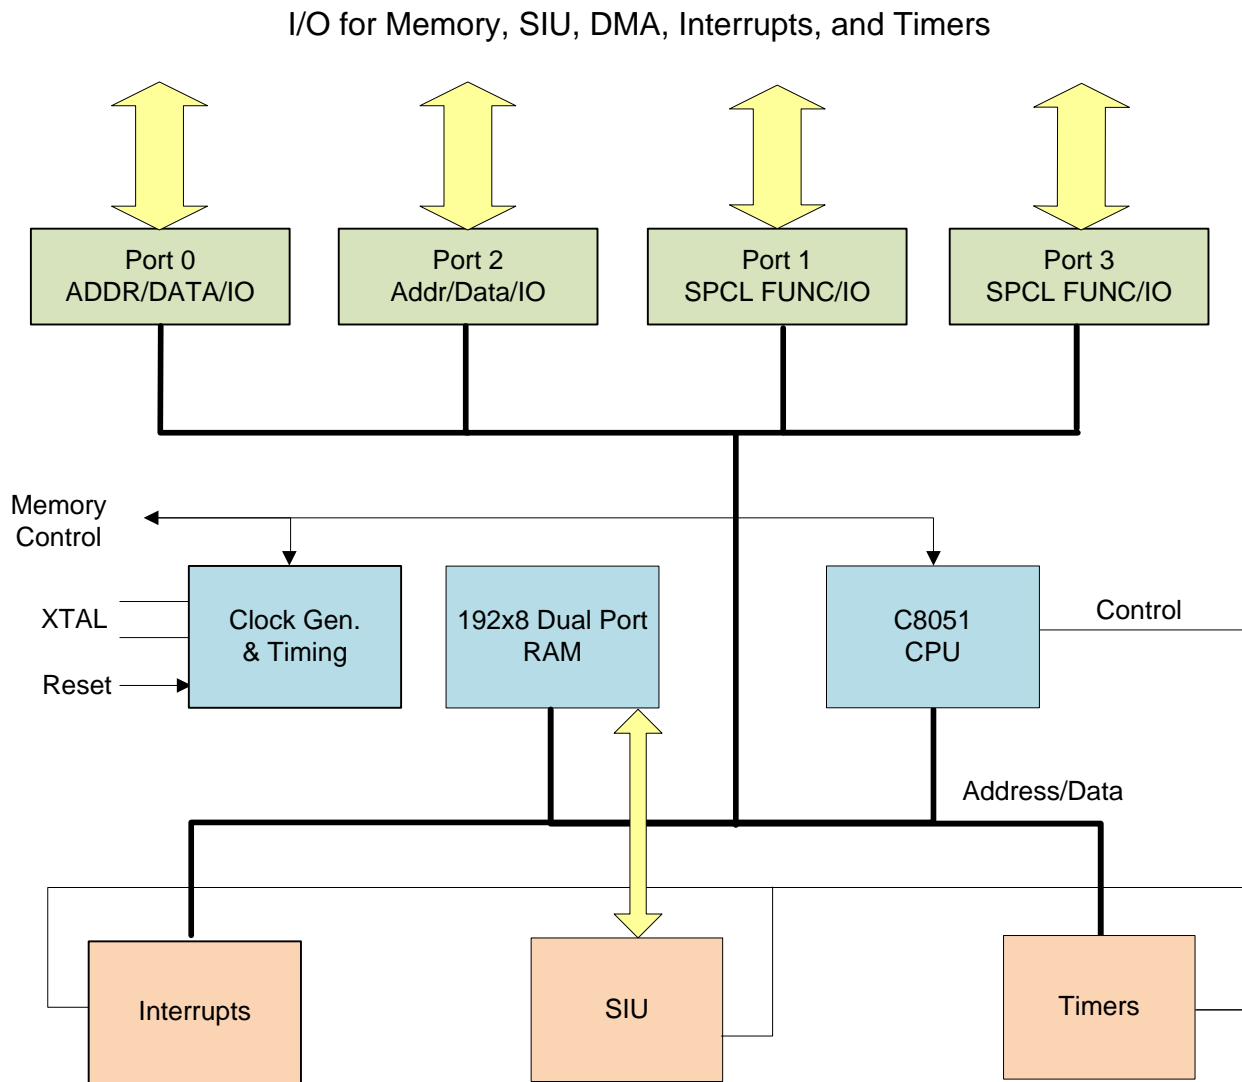 I/O for Memory, SIU, DMA, Interrupts, and Timers
Port 0
ADDR/DATA/IO
Port 2
Addr/Data/IO
Port 1
SPCL FUNC/IO
Port 3
SPCL FUNC/IO
Memory
Control
XTAL
Reset
Clock Gen.
& Timing
192x8 Dual Port
RAM
C8051
CPU
Control
Address/Data
Interrupts
SIU
Timers